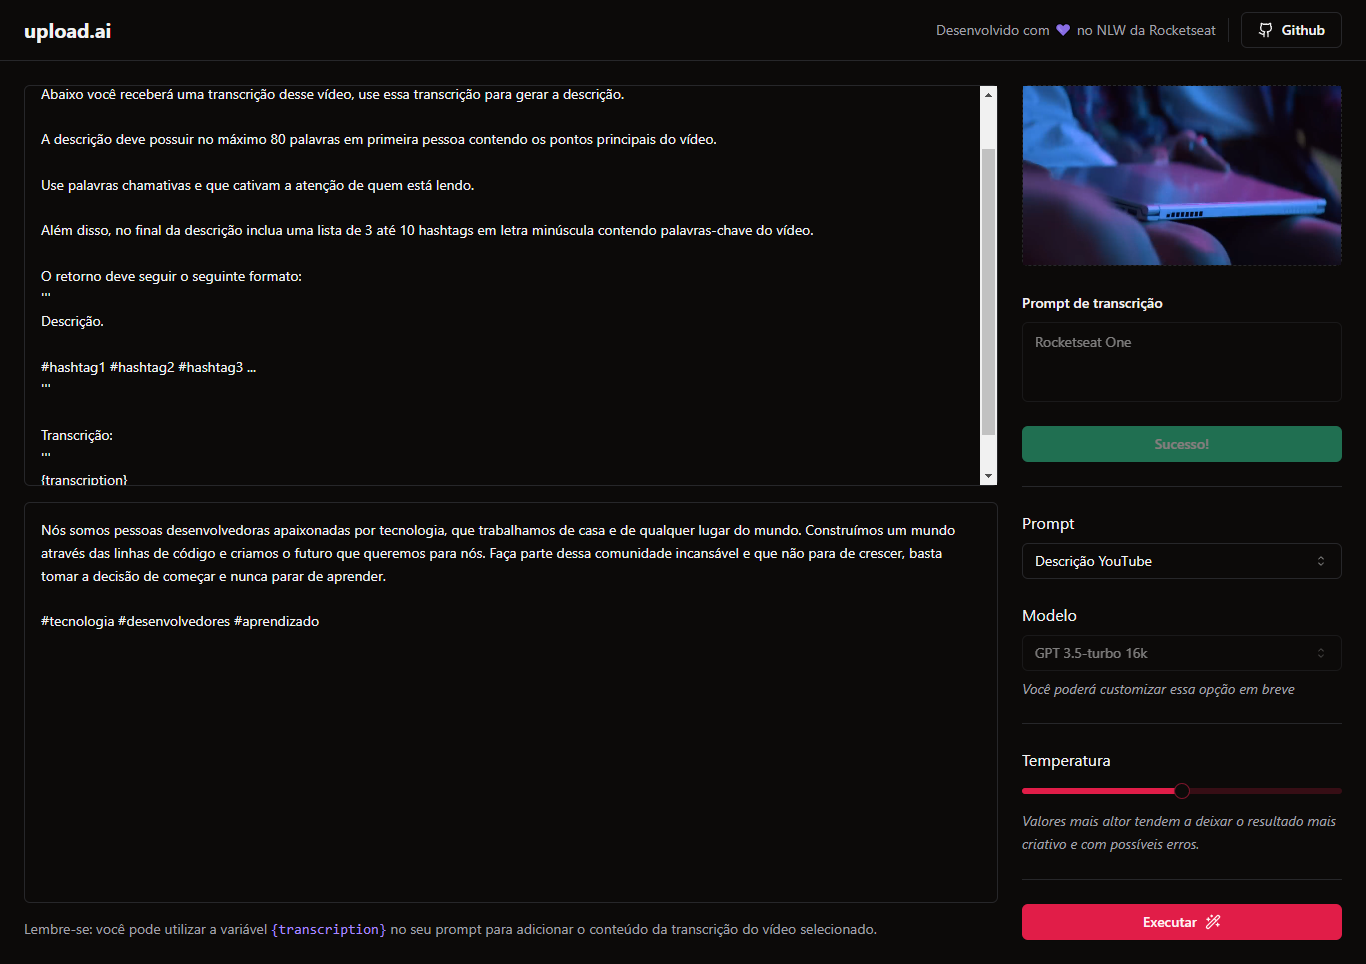 upload.ai
Desenvolvido com 💜 no NLW da Rocketseat
Github
Abaixo você receberá uma transcrição desse vídeo, use essa transcrição para gerar a descrição.
A descrição deve possuir no máximo 80 palavras em primeira pessoa contendo os pontos principais do vídeo.
Use palavras chamativas e que cativam a atenção de quem está lendo.
Além disso, no final da descrição inclua uma lista de 3 até 10 hashtags em letra minúscula contendo palavras-chave do vídeo.
O retorno deve seguir o seguinte formato:
'''
Descrição.
#hashtag1 #hashtag2 #hashtag3 ...
'''
Transcrição:
'''
{transcription}
Nós somos pessoas desenvolvedoras apaixonadas por tecnologia, que trabalhamos de casa e de qualquer lugar do mundo. Construímos um mundo
através das linhas de código e criamos o futuro que queremos para nós. Faça parte dessa comunidade incansável e que não para de crescer, basta
tomar a decisão de começar e nunca parar de aprender.
#tecnologia #desenvolvedores #aprendizado
Lembre-se: você pode utilizar a variável {transcription} no seu prompt para adicionar o conteúdo da transcrição do vídeo selecionado.
Prompt de transcrição
Rocketseat One
Sucesso!
Prompt
Descrição YouTube
Modelo
GPT 3.5-turbo 16k
Você poderá customizar essa opção em breve
Temperatura
Valores mais altor tendem a deixar o resultado mais
criativo e com possíveis erros.
Executar